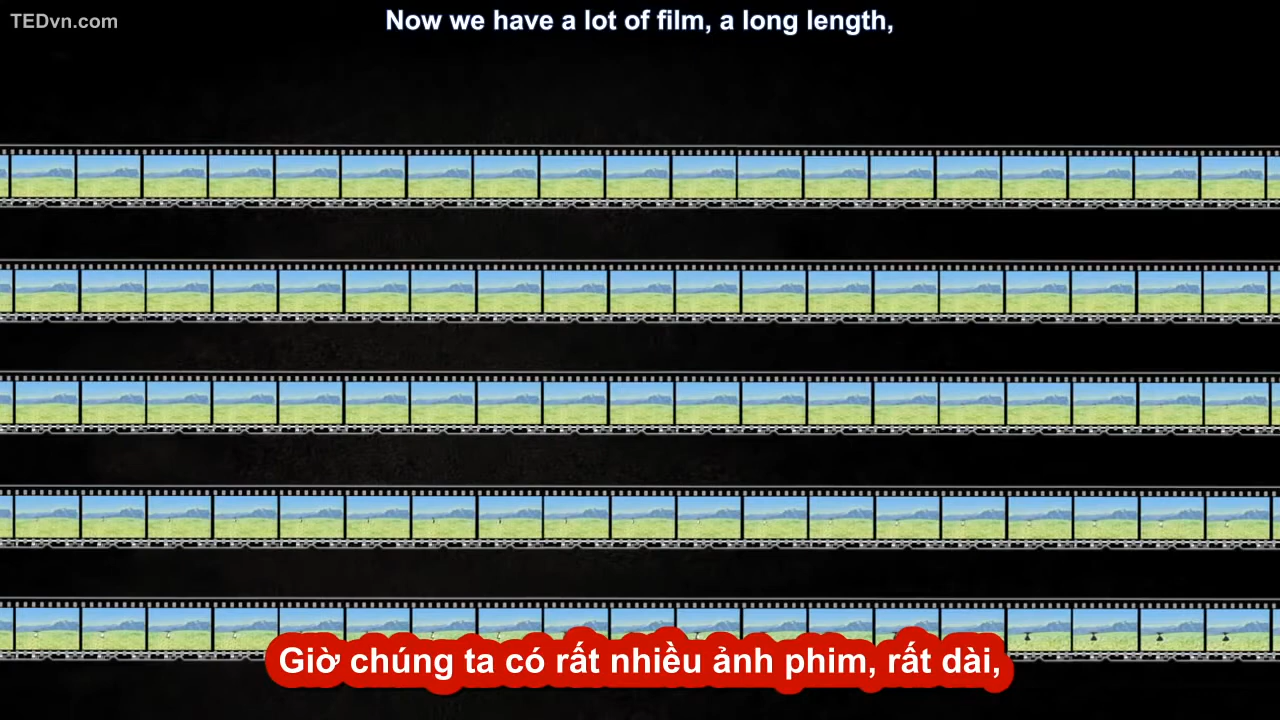 TEDvn.com
Now we have a lot of film, a long length,
Giờ chúng ta có rất nhiều ảnh phim, rất dài,